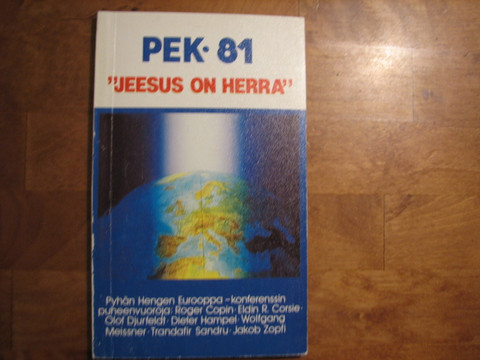 PEK·81
"JEESUS ON HERRA"
Pyhän Hengen Eurooppa-konferenssin
puheenvuoroja: Roger Copin·Eldin R. Corsie·
Olof Djurfeldt·Dieter Hampel·Wolfgang
Meissner·Trandafir Sandru·Jakob Zopfi